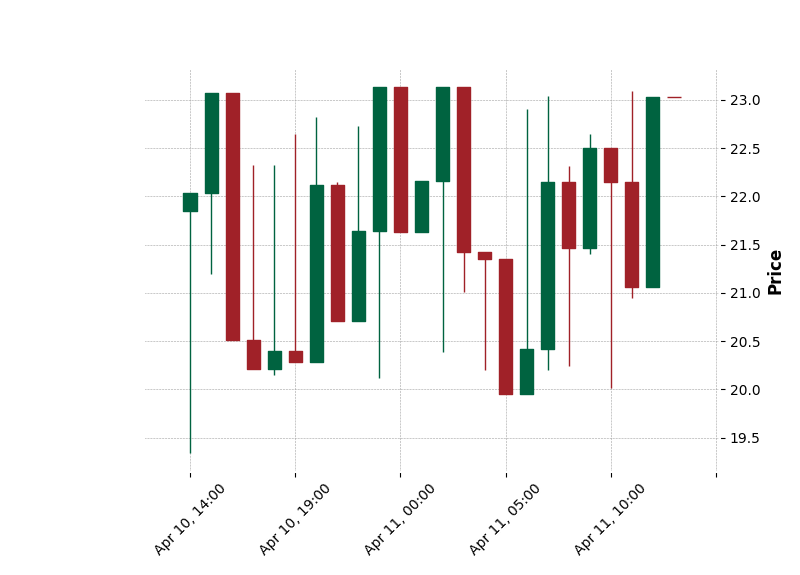 23.0
22.5
22.0
21.5
21.0
20.5
20.0
19.5
Price
Apr 10, 14:00
Apr 10, 19:00
Apr 11, 00:00
Apr 11, 05:00
Apr 11, 10:00